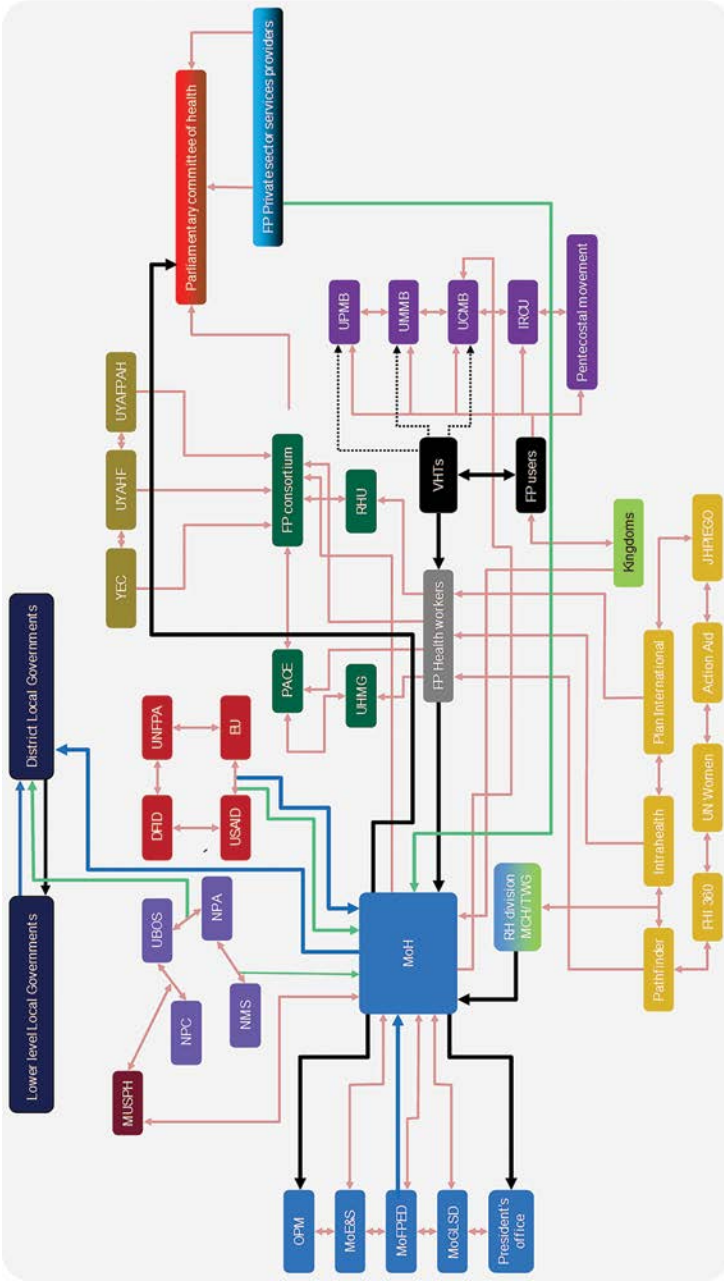 Lower level Local Governments
District Local Governments
MUSPH
NPC
UBOS
NMS
NPA
DFID
UNFPA
USAID
EU
YEC
UYAHF
UYAFPAH
Parliamentary committee of health
FP Private sector services providers
OPM
MoE&S
MoFPED
MoGLSD
President's
office
MoH
RH division
MCH/TWG
PACE
UHMG
FP consortium
RHU
FP Health workers
VHTs
FP users
UPMB
UMMB
UCMB
IRCU
Pentecostal movement
Kingdoms
Pathfinder
Intrahealth
Plan International
FHI 360
UN Women
Action Aid
JHPIEGO